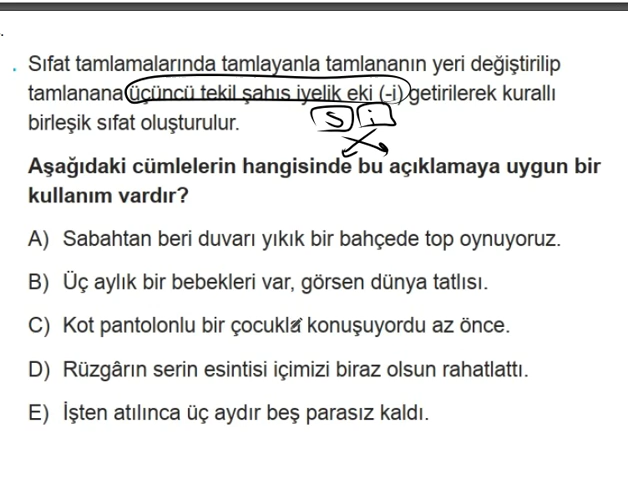 . Sıfat tamlamalarında tamlayanla tamlananın yeri değiştirilip
tamlanana üçüncü tekil şahıs iyelik eki (-i) getirilerek kurallı
birleşik sıfat oluşturulur.
S i
Aşağıdaki cümlelerin hangisinde bu açıklamaya uygun bir
kullanım vardır?
A) Sabahtan beri duvarı yıkık bir bahçede top oynuyoruz.
B) Üç aylık bir bebekleri var, görsen dünya tatlısı.
C) Kot pantolonlu bir çocukla konuşuyordu az önce.
D) Rüzgârın serin esintisi içimizi biraz olsun rahatlattı.
E) İşten atılınca üç aydır beş parasız kaldı.